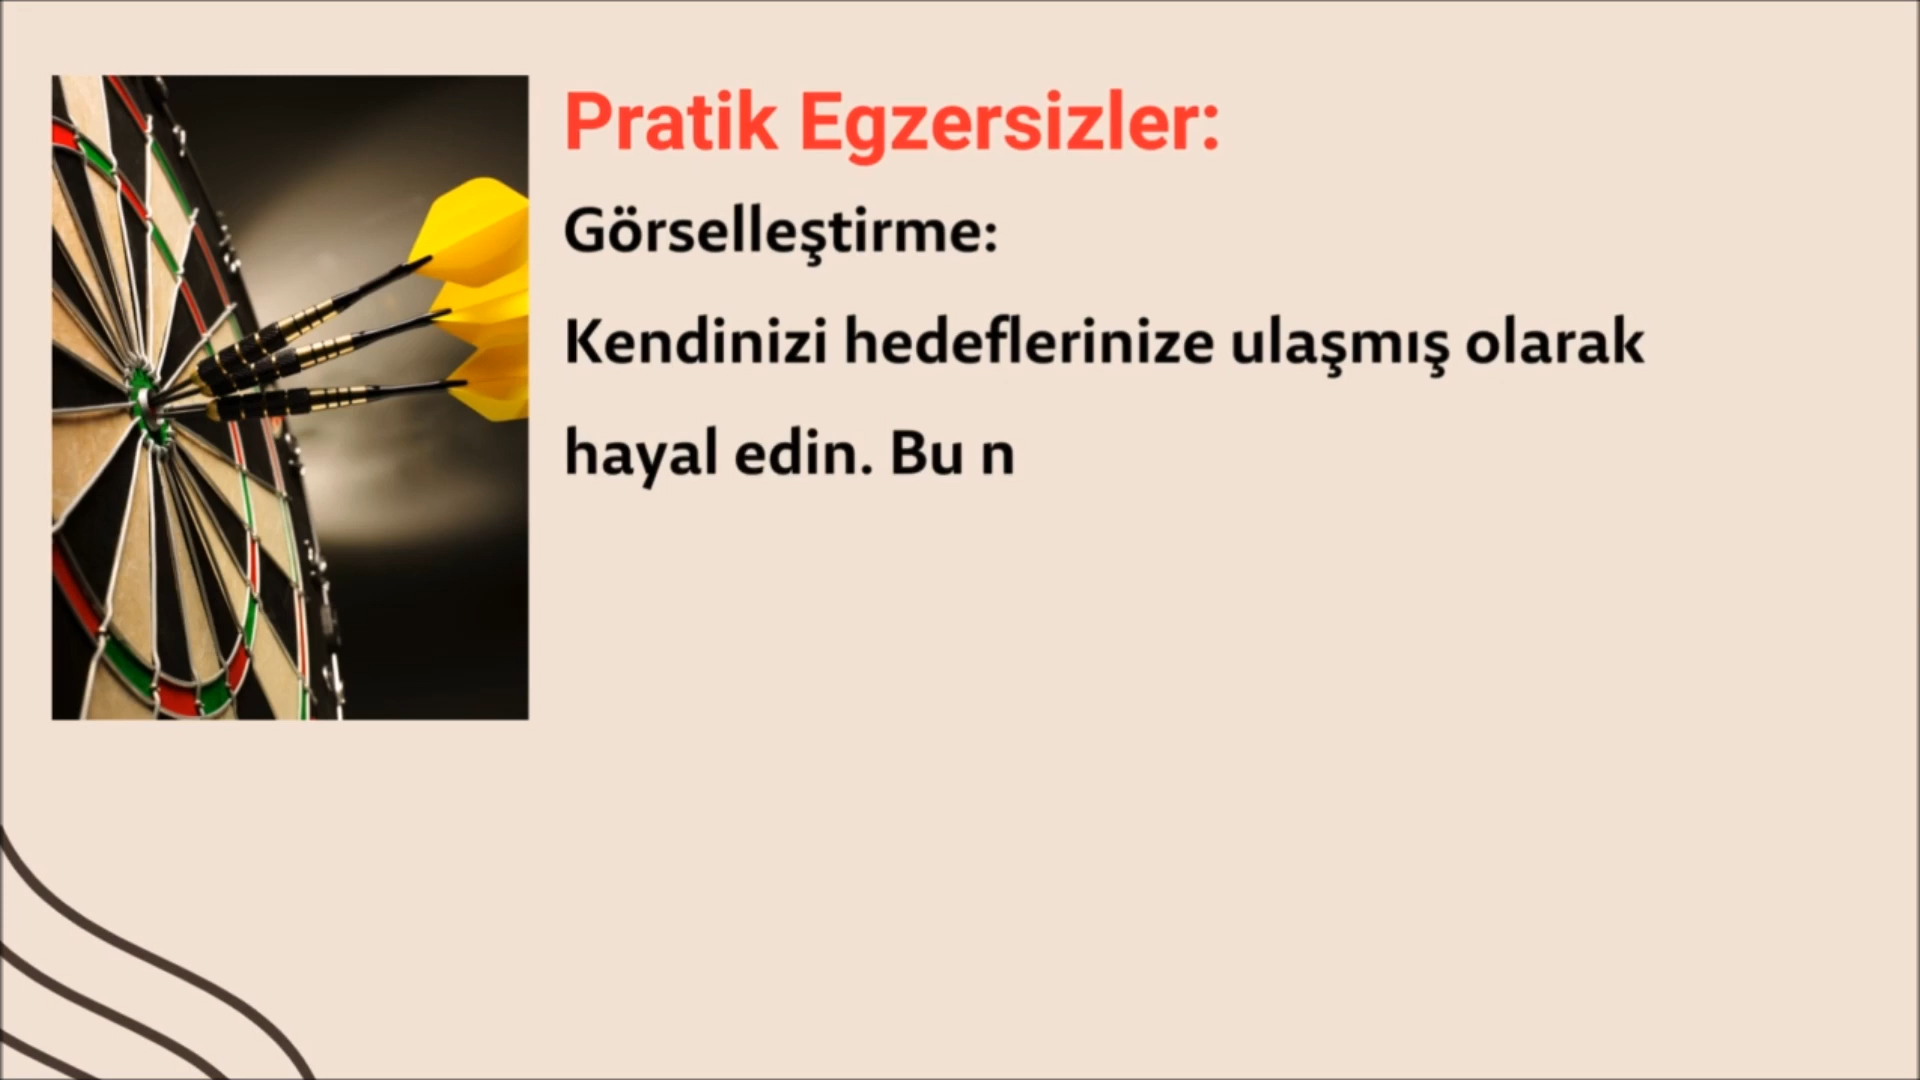 Pratik Egzersizler:
Görselleştirme:
Kendinizi hedeflerinize ulaşmış olarak
hayal edin. Bu n